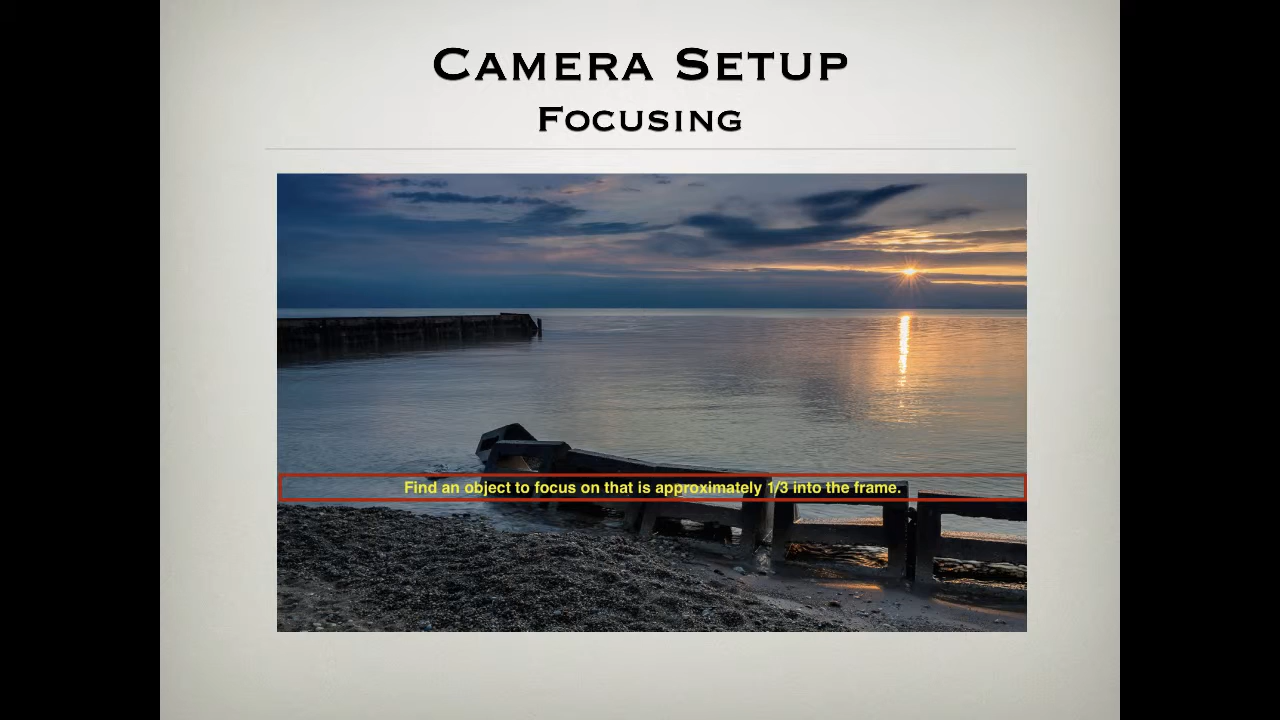 Camera Setup
Focusing
Find an object to focus on that is approximately 1/3 into the frame.